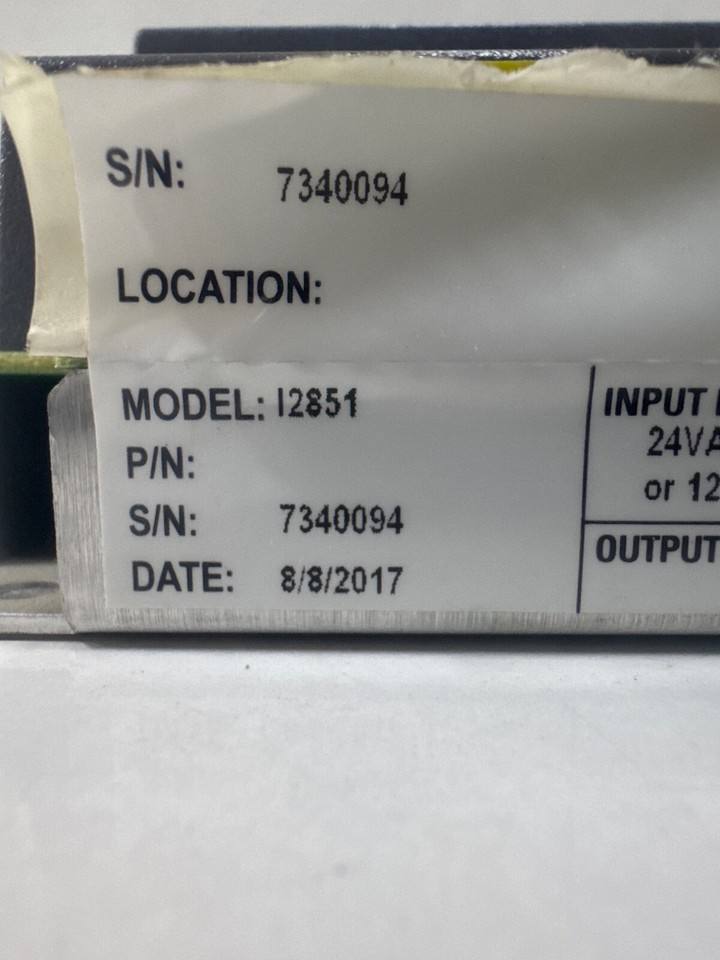 S/N: 7340094
LOCATION:
MODEL: I2851
P/N:
S/N: 7340094
DATE: 8/8/2017
INPUT
24VA
or 12
OUTPUT